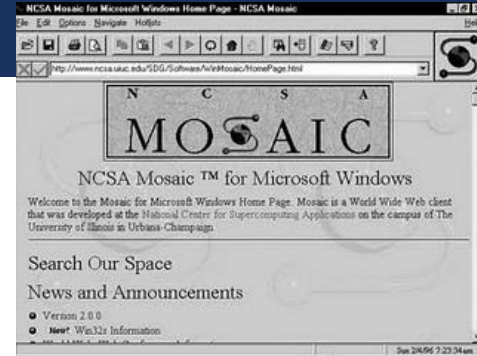 NCSA Mosaic for Microsoft Windows Home Page - NCSA Mosaic
File Edit Options Navigate Hotlists Help
http://www.ncsa.uiuc.edu/SDG/Software/WinMosaic/HomePage.html
N C S A
MOSAIC
NCSA Mosaic ™ for Microsoft Windows
Welcome to the Mosaic for Microsoft Windows Home Page. Mosaic is a World Wide Web client
that was developed at the National Center for Supercomputing Applications on the campus of The
University of Illinois in Urbana-Champaign.
Search Our Space
News and Announcements
Version 2.0.0
New! Win32s Information
Sun 2/4/96 7:23:34 am